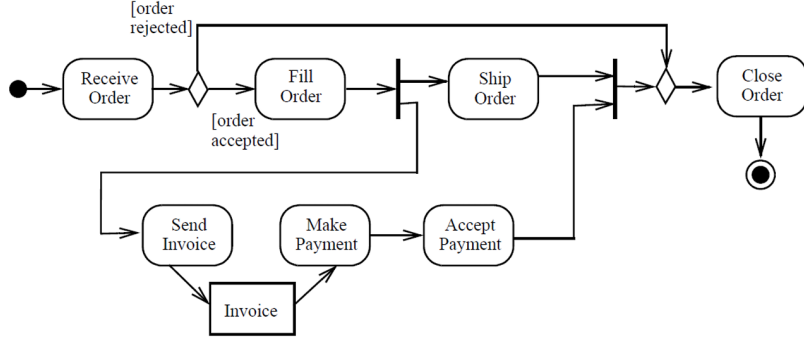 [order
rejected]
Receive
Order
Fill
Order
Ship
Order
Close
Order
[order
accepted]
Send
Invoice
Make
Payment
Accept
Payment
Invoice